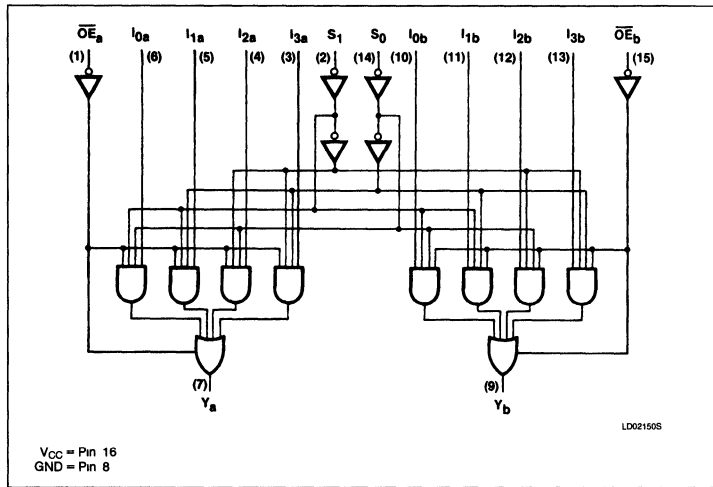 OEa I0a I1a I2a I3a S1 S0 I0b I1b I2b I3b OEb
(1) (6) (5) (4) (3) (2) (14) (10) (11) (12) (13) (15)
(7) (9)
Ya Yb
LD02150S
VCC = Pin 16
GND = Pin 8